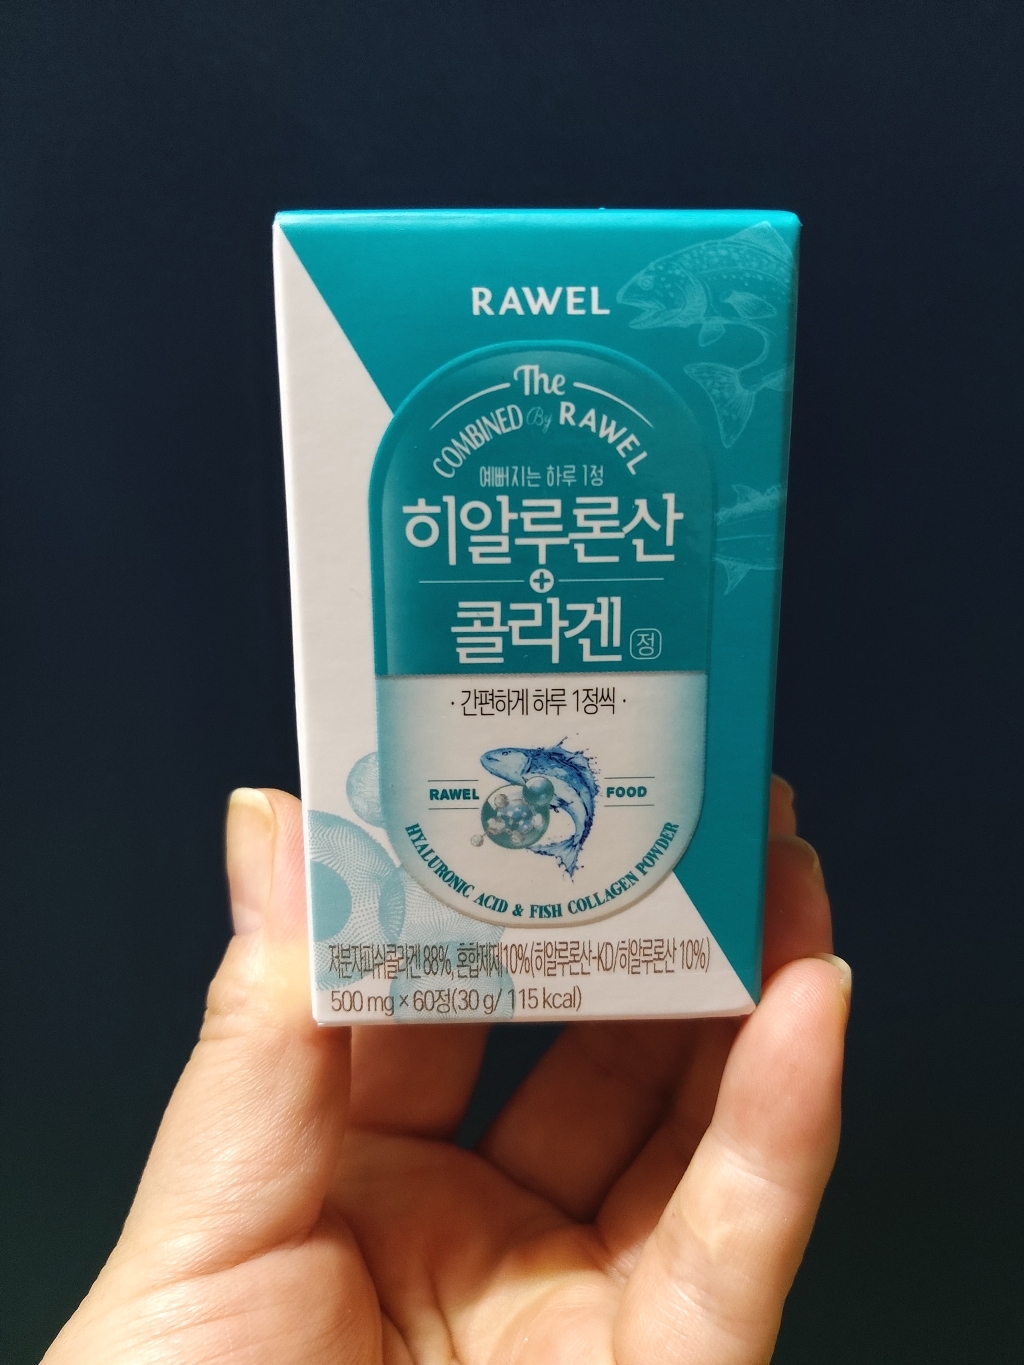 RAWEL
The
COMBINED By RAWEL
예뻐지는 하루 1정
히알루론산
+
콜라겐 정
· 간편하게 하루 1정씩 ·
RAWEL FOOD
HYALURONIC ACID & FISH COLLAGEN POWDER
저분자피쉬콜라겐 88%, 혼합제제10%(히알루론산-KD/히알루론산 10%)
500 mg × 60정(30 g/ 115 kcal)